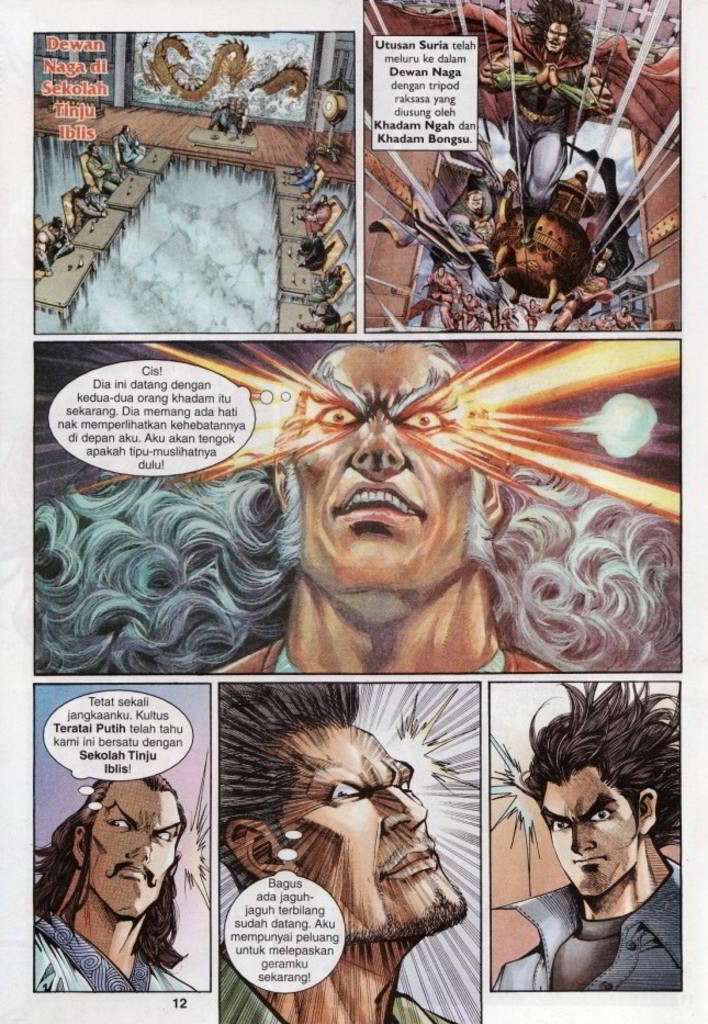 Dewan
Naga di
Sekolah
Tinju
Iblis
Utusan Suria telah
meluru ke dalam
Dewan Naga
dengan tripod
raksasa yang
diusung oleh
Khadam Ngah dan
Khadam Bongsu.
Cis!
Dia ini datang dengan
kedua-dua orang khadam itu
sekarang. Dia memang ada hati
nak memperlihatkan kehebatannya
di depan aku. Aku akan tengok
apakah tipu-muslihatnya
dulu!
Tetat sekali
jangkaanku. Kultus
Teratai Putih telah tahu
kami ini bersatu dengan
Sekolah Tinju
Iblis!
Bagus
ada jaguh-
jaguh terbilang
sudah datang. Aku
mempunyai peluang
untuk melepaskan
geramku
sekarang!
12